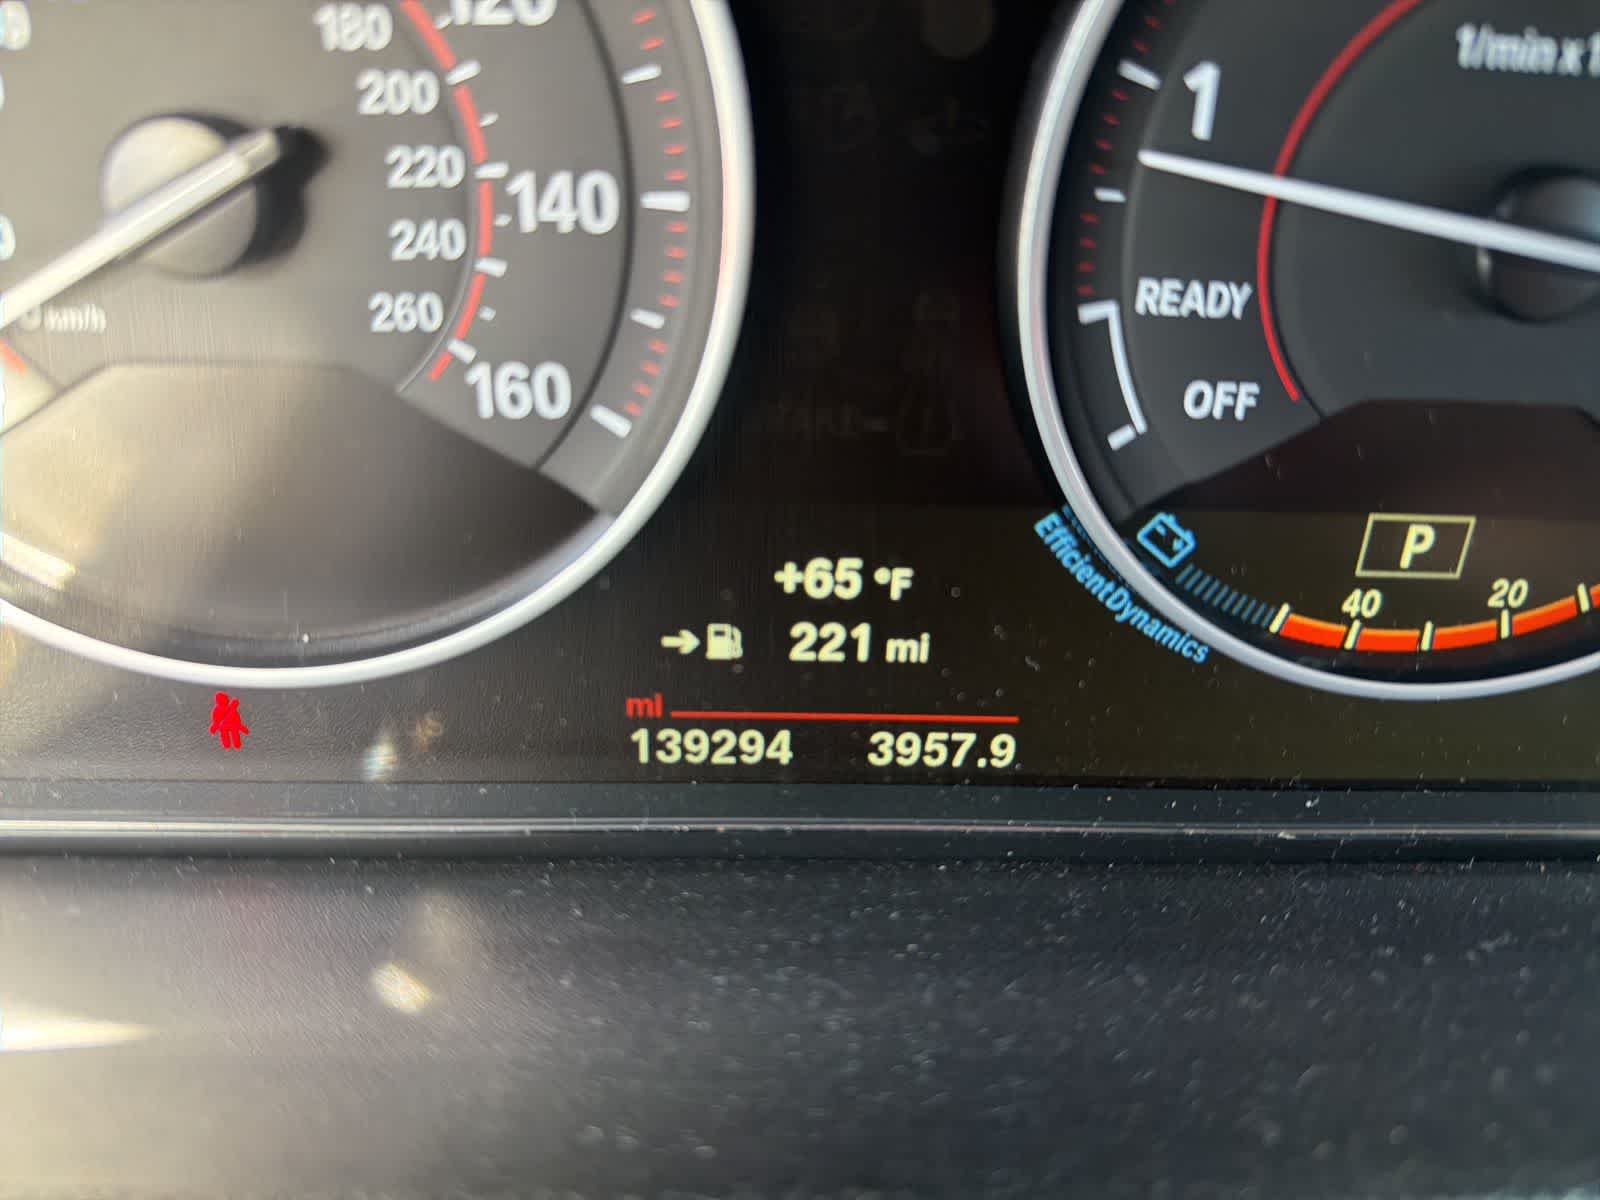 120
180
200
220
140
240
260
160
km/h
1/min x 1
1
READY
OFF
P
EfficientDynamics
40
20
+65 °F
221 mi
mi
139294 3957.9